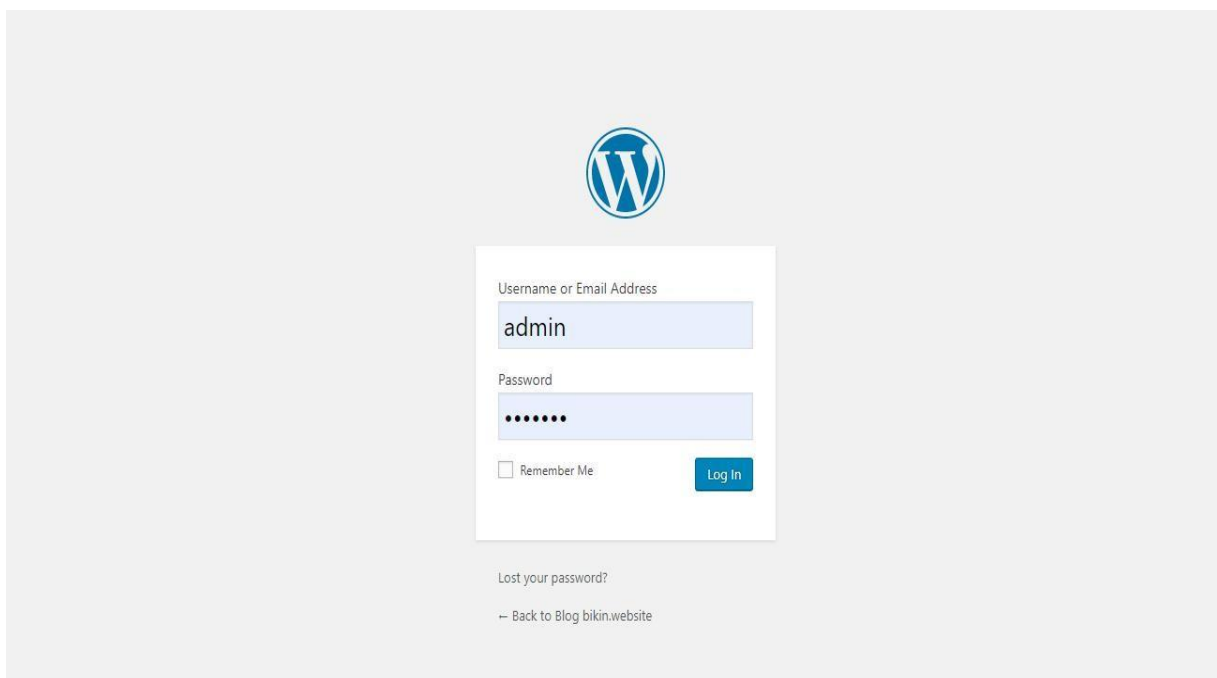 Username or Email Address
admin
Password
•••••••
Remember Me
Log In
Lost your password?
← Back to Blog bikin.website